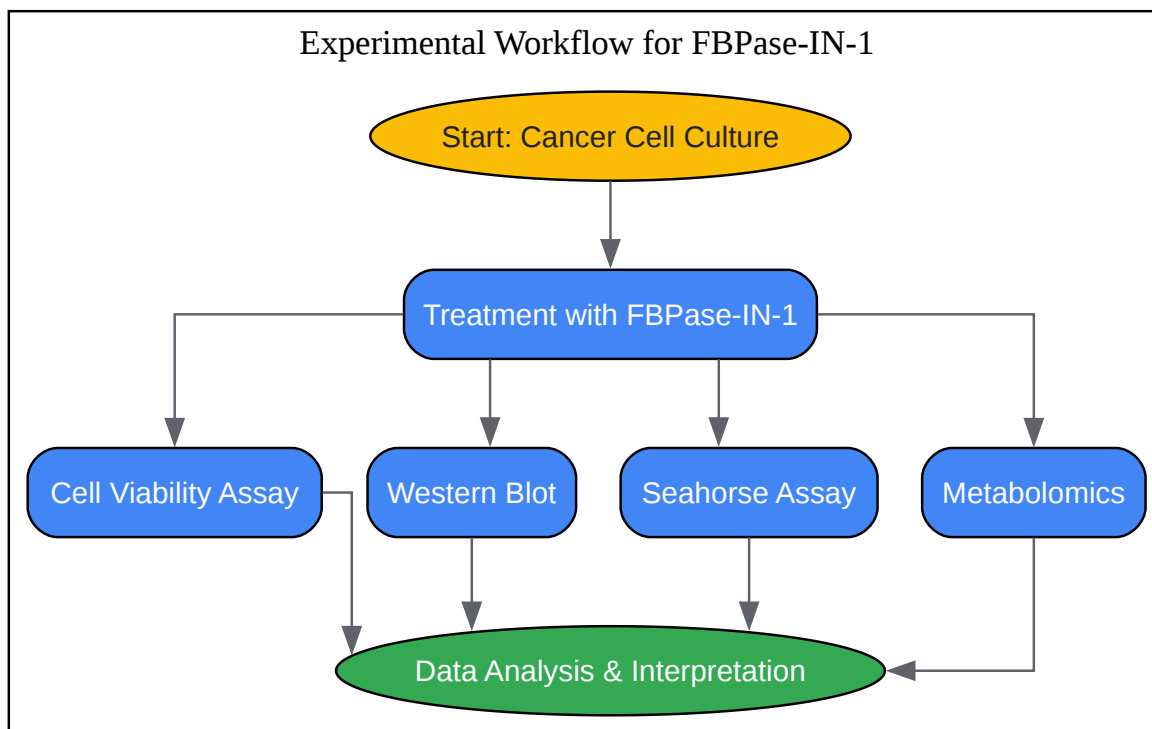 Experimental Workflow for FBPase-IN-1
Start: Cancer Cell Culture
Treatment with FBPase-IN-1
Cell Viability Assay
Western Blot
Seahorse Assay
Metabolomics
Data Analysis & Interpretation